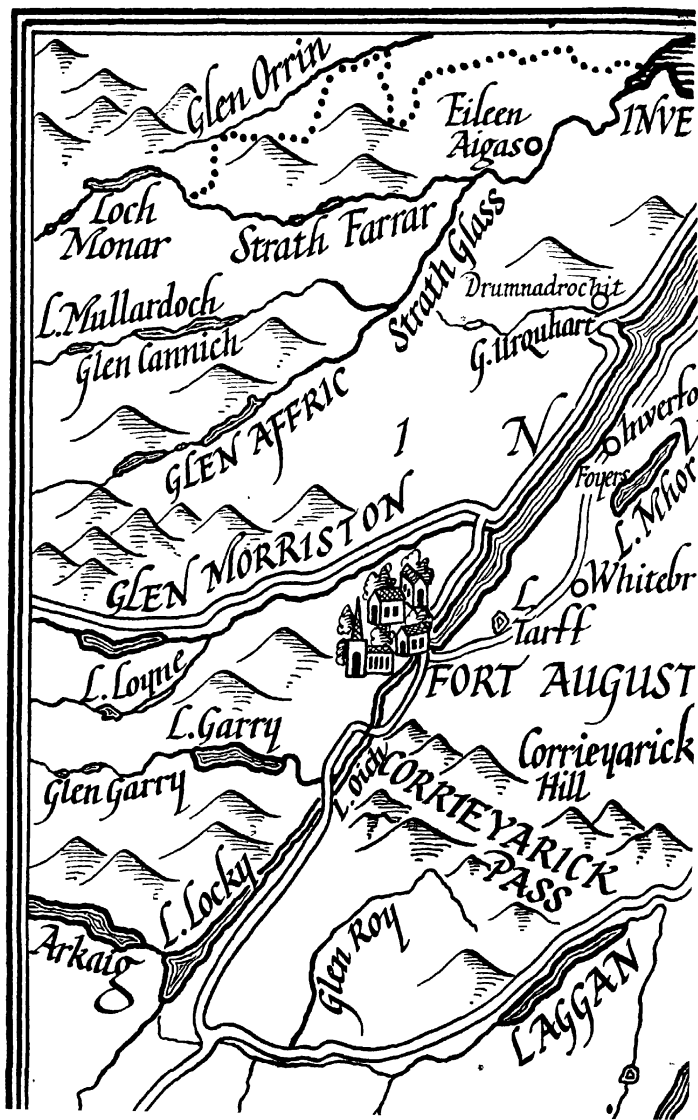 Glen Orrin
Eileen
Aigas
INVE
Loch
Monar
Strath Farrar
Strath Glass
Drumnadrochit
L. Mullardoch
Glen Cannich
G. Urquhart
GLEN AFFRIC
I N
Inverfo
Foyers
L.
L. Mhor
GLEN MORRISTON
Whitebr
L.
Tarff
L. Loyne
FORT AUGUST
L. Garry
Glen Garry
L. Oich
Corrieyarick
Hill
CORRIEYARICK
PASS
L. Locky
Arkaig
Glen Roy
LAGGAN